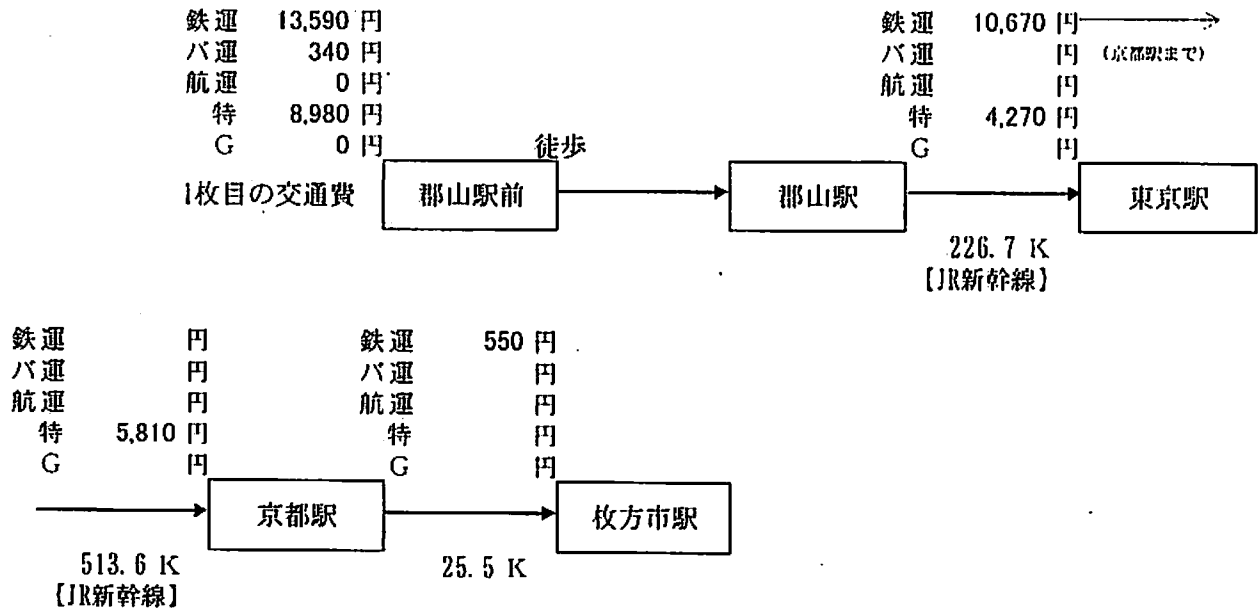 鉄運 13,590 円
バ運 340 円
航運 0 円
特 8,980 円
G 0 円
1枚目の交通費
郡山駅前
徒歩
郡山駅
鉄運 10,670 円
(京都駅まで)
バ運 円
航運 円
特 4,270 円
G 円
226.7 K
【JR新幹線】
東京駅
鉄運 円
バ運 円
航運 円
特 5,810 円
G 円
513.6 K
【JR新幹線】
京都駅
鉄運 550 円
バ運 円
航運 円
特 円
G 円
25.5 K
枚方市駅